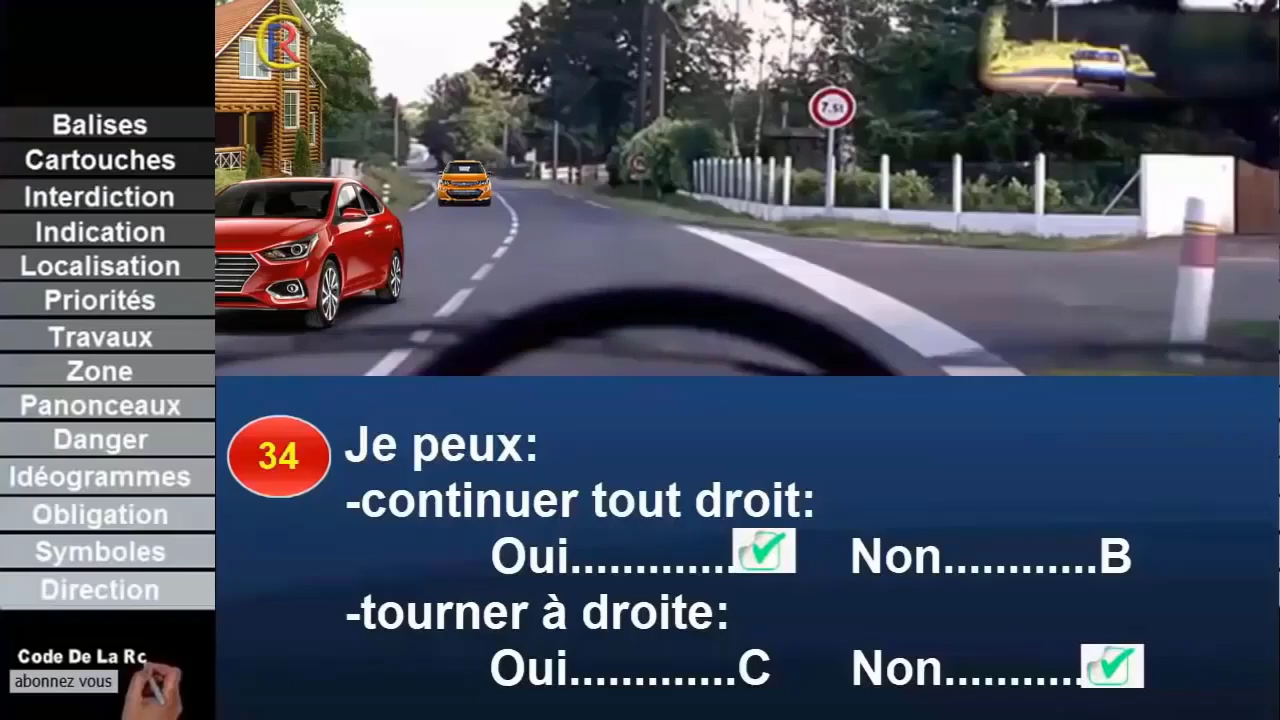 7.5t
Balises
Cartouches
Interdiction
Indication
Localisation
Priorités
Travaux
Zone
Panonceaux
Danger
Idéogrammes
Obligation
Symboles
Direction
Code De La Rc
abonnez vous
34
Je peux:
-continuer tout droit:
Oui............. Non............B
-tourner à droite:
Oui.............C Non...........